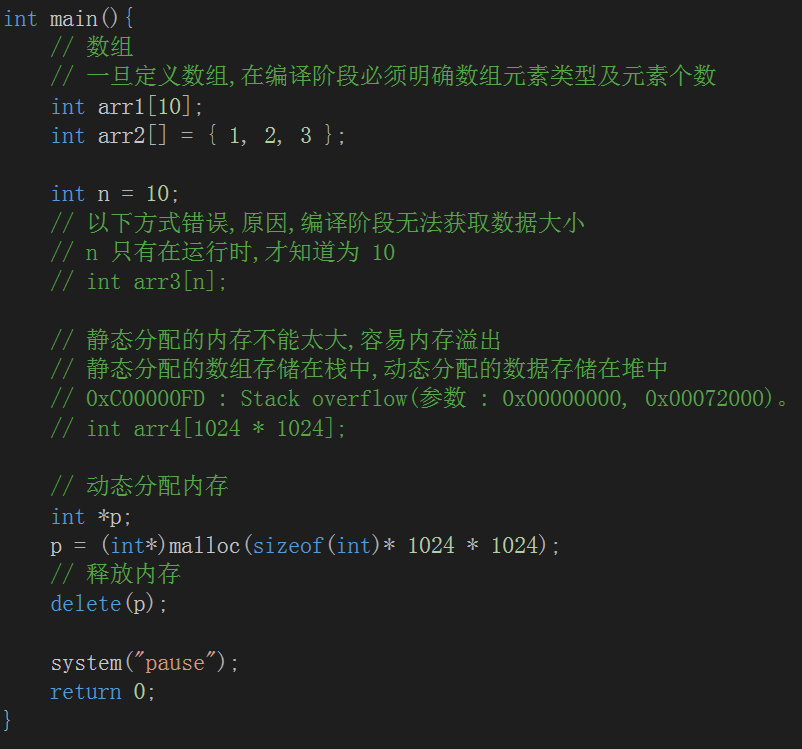 int main(){
// 数组
// 一旦定义数组,在编译阶段必须明确数组元素类型及元素个数
int arr1[10];
int arr2[] = { 1, 2, 3 };
int n = 10;
// 以下方式错误,原因,编译阶段无法获取数据大小
// n 只有在运行时,才知道为 10
// int arr3[n];
// 静态分配的内存不能太大,容易内存溢出
// 静态分配的数组存储在栈中,动态分配的数据存储在堆中
// 0xC00000FD : Stack overflow(参数 : 0x00000000, 0x00072000)。
// int arr4[1024 * 1024];
// 动态分配内存
int *p;
p = (int*)malloc(sizeof(int)* 1024 * 1024);
// 释放内存
delete(p);
system("pause");
return 0;
}